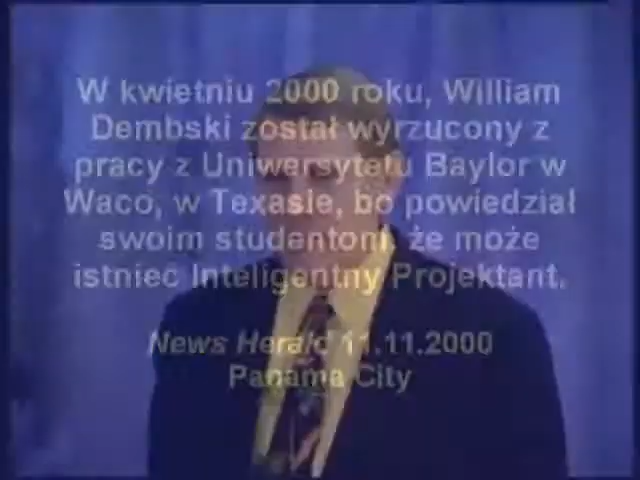 W kwietniu 2000 roku, William
Dembski został wyrzucony z
pracy z Uniwersytetu Baylor w
Waco, w Texasie, bo powiedział
swoim studentom, że może
istnieć Inteligentny Projektant.
News Herald 11.11.2000
Panama City